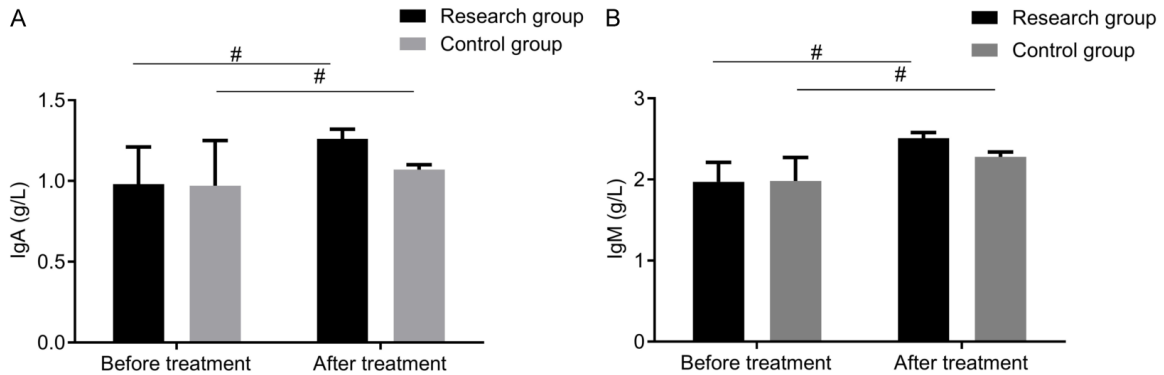 A
Research group
Control group
#
#
1.5
1.0
0.5
0.0
IgA (g/L)
Before treatment
After treatment
B
Research group
Control group
#
#
3
2
1
0
IgM (g/L)
Before treatment
After treatment